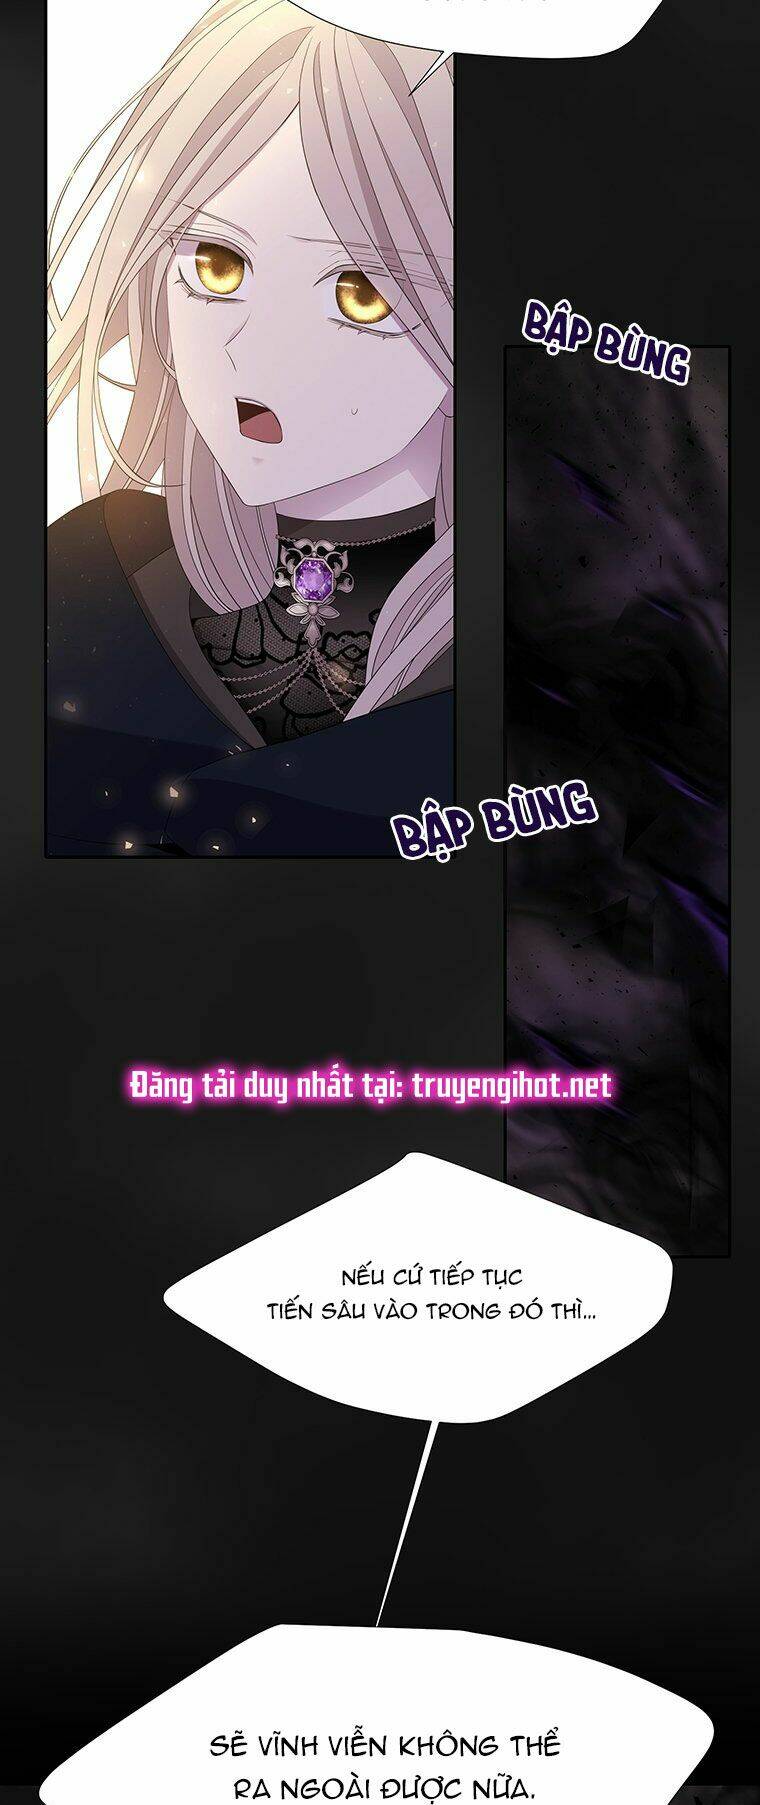 BẬP BÙNG
BẬP BÙNG
Đăng tải duy nhất tại: truyengihot.net
NẾU CỨ TIẾP TỤC
TIẾN SÂU VÀO TRONG ĐÓ THÌ...
SẼ VĨNH VIỄN KHÔNG THỂ
RA NGOÀI ĐƯỢC NỮA.